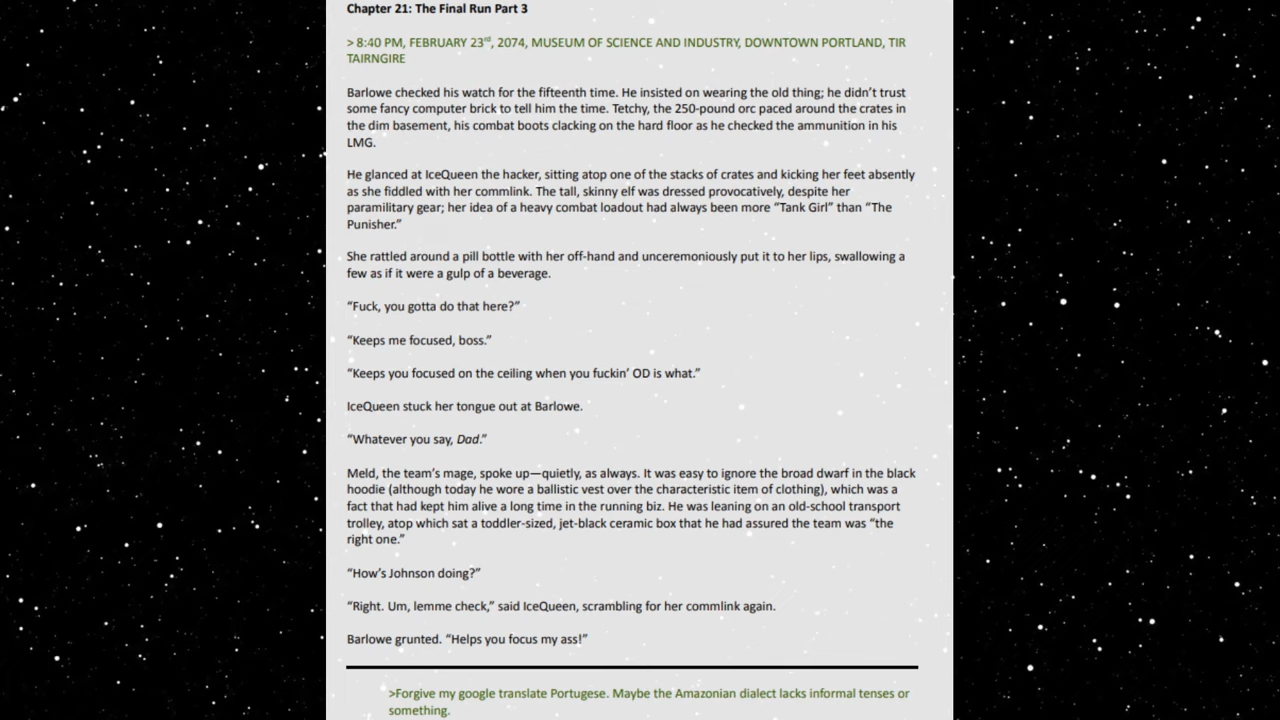 Chapter 21: The Final Run Part 3
> 8:40 PM, FEBRUARY 23rd, 2074, MUSEUM OF SCIENCE AND INDUSTRY, DOWNTOWN PORTLAND, TIR
TAIRNGIRE
Barlowe checked his watch for the fifteenth time. He insisted on wearing the old thing; he didn’t trust
some fancy computer brick to tell him the time. Tetchy, the 250-pound orc paced around the crates in
the dim basement, his combat boots clacking on the hard floor as he checked the ammunition in his
LMG.
He glanced at IceQueen the hacker, sitting atop one of the stacks of crates and kicking her feet absently
as she fiddled with her commlink. The tall, skinny elf was dressed provocatively, despite her
paramilitary gear; her idea of a heavy combat loadout had always been more “Tank Girl” than “The
Punisher.”
She rattled around a pill bottle with her off-hand and unceremoniously put it to her lips, swallowing a
few as if it were a gulp of a beverage.
“Fuck, you gotta do that here?”
“Keeps me focused, boss.”
“Keeps you focused on the ceiling when you fuckin’ OD is what.”
IceQueen stuck her tongue out at Barlowe.
“Whatever you say, Dad.”
Meld, the team’s mage, spoke up—quietly, as always. It was easy to ignore the broad dwarf in the black
hoodie (although today he wore a ballistic vest over the characteristic item of clothing), which was a
fact that had kept him alive a long time in the running biz. He was leaning on an old-school transport
trolley, atop which sat a toddler-sized, jet-black ceramic box that he had assured the team was “the
right one.”
“How’s Johnson doing?”
“Right. Um, lemme check,” said IceQueen, scrambling for her commlink again.
Barlowe grunted. “Helps you focus my ass!”
>Forgive my google translate Portugese. Maybe the Amazonian dialect lacks informal tenses or
something.